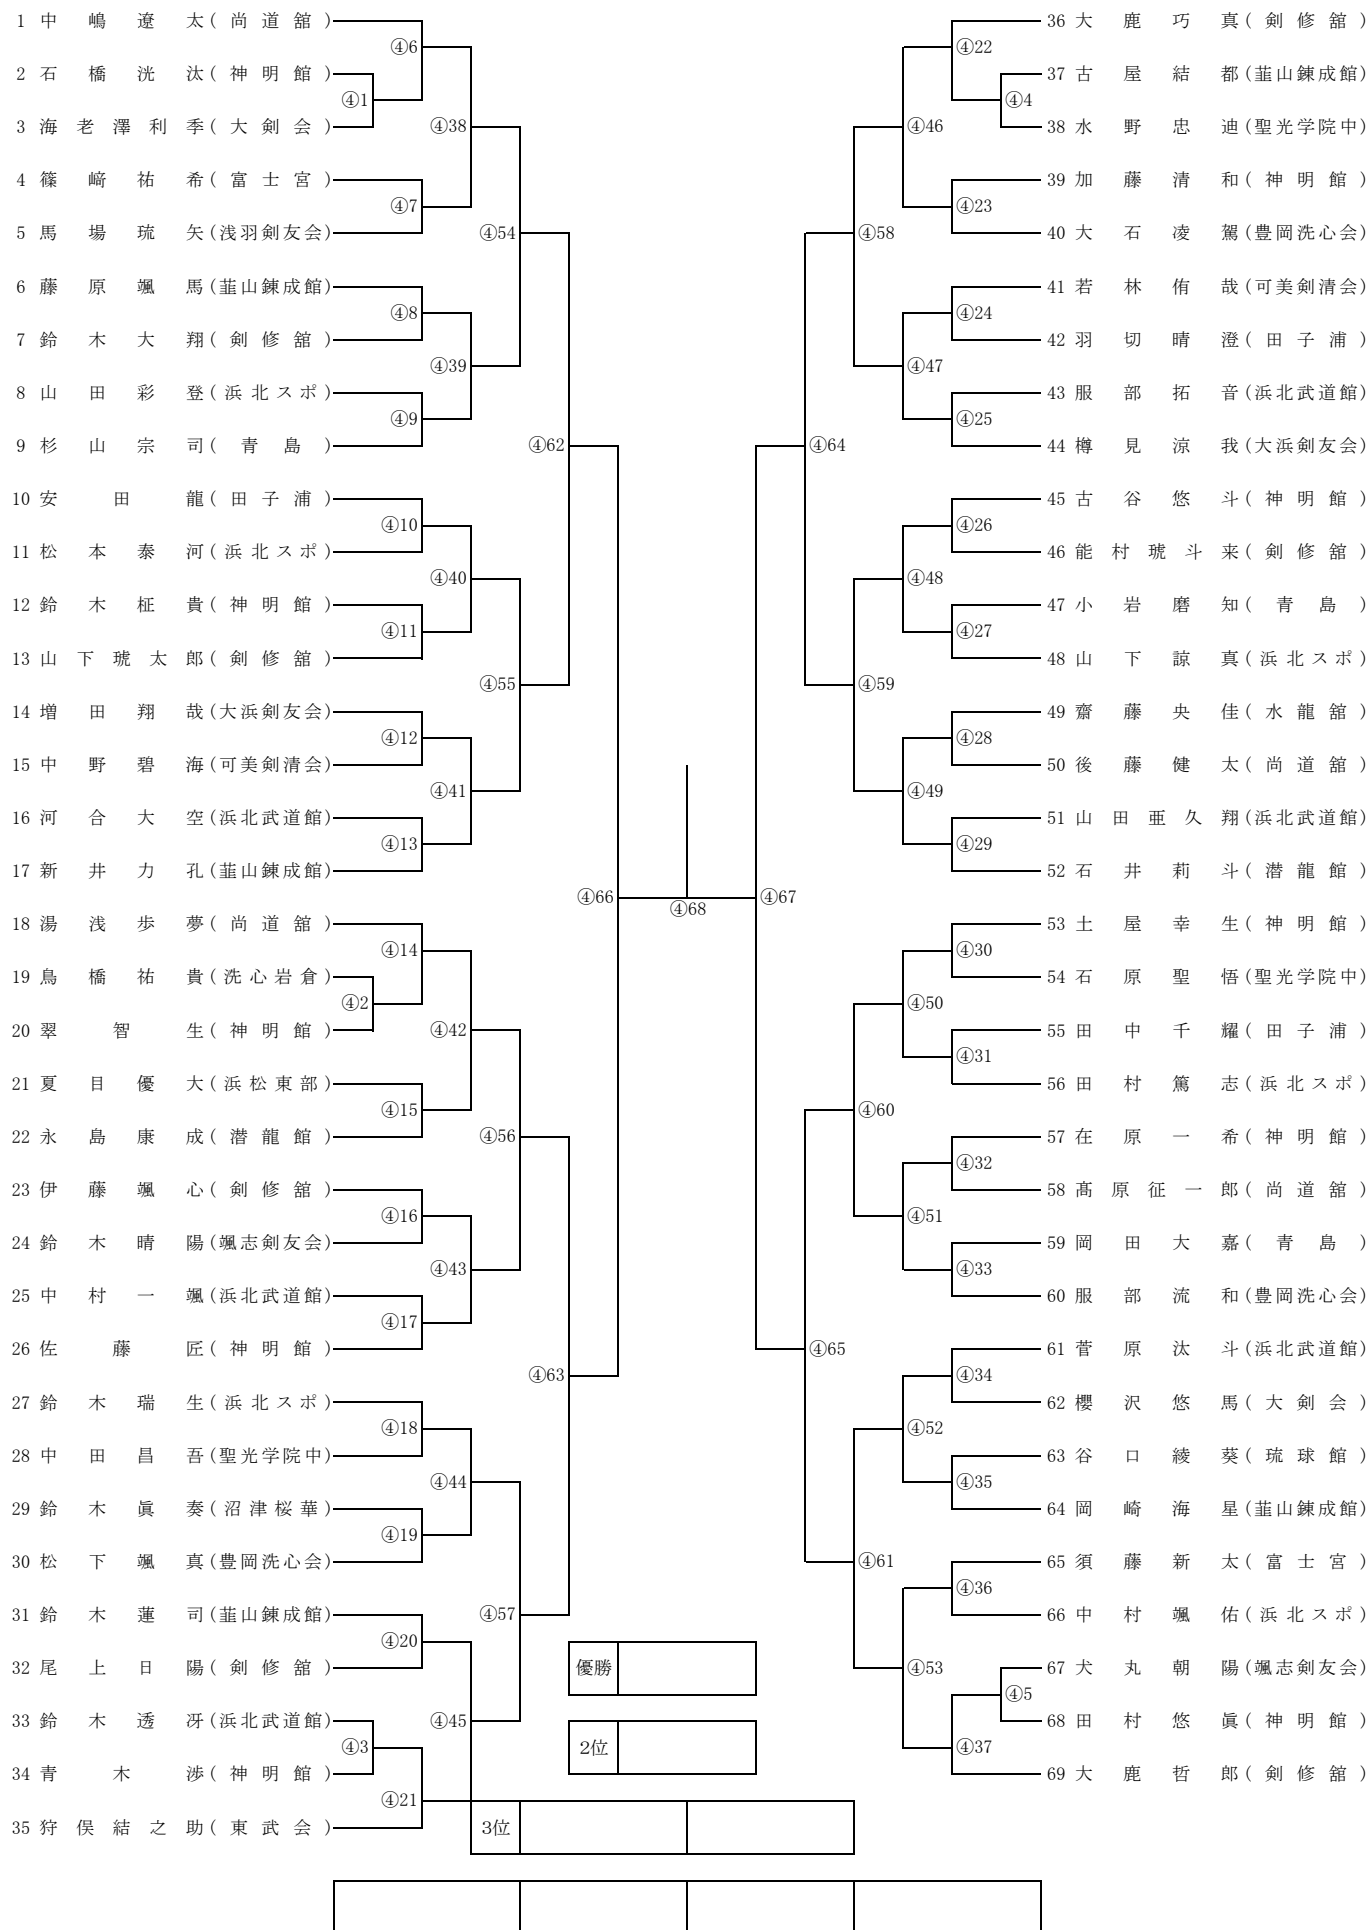 1 中嶋遼太(尚道舘)
④6
2 石橋洸汰(神明館)
④1
3 海老澤利季(大剣会)
④38
4 篠﨑祐希(富士宮)
④7
5 馬場琉矢(浅羽剣友会)
④54
6 藤原颯馬(韮山錬成館)
④8
7 鈴木大翔(剣修舘)
④39
8 山田彩登(浜北スポ)
④9
9 杉山宗司(青島)
④62
10 安田龍(田子浦)
④10
11 松本泰河(浜北スポ)
④40
12 鈴木柾貴(神明館)
④11
13 山下琥太郎(剣修舘)
④55
14 増田翔哉(大浜剣友会)
④12
15 中野碧海(可美剣清会)
④41
16 河合大空(浜北武道館)
④13
17 新井力孔(韮山錬成館)
④66
18 湯浅歩夢(尚道舘)
④14
19 鳥橋祐貴(洗心岩倉)
④2
20 翠智生(神明館)
④42
21 夏目優大(浜松東部)
④15
22 永島康成(潜龍館)
④56
23 伊藤颯心(剣修舘)
④16
24 鈴木晴陽(颯志剣友会)
④43
25 中村一颯(浜北武道館)
④17
26 佐藤匠(神明館)
④63
27 鈴木瑞生(浜北スポ)
④18
28 中田昌吾(聖光学院中)
④44
29 鈴木眞奏(沼津桜華)
④19
30 松下颯真(豊岡洗心会)
④57
31 鈴木蓮司(韮山錬成館)
④20
32 尾上日陽(剣修舘)
④45
33 鈴木透冴(浜北武道館)
④3
34 青木渉(神明館)
④21
35 狩俣結之助(東武会)
④68
36 大鹿巧真(剣修舘)
④22
37 古屋結都(韮山錬成館)
④4
38 水野忠迪(聖光学院中)
④46
39 加藤清和(神明館)
④23
40 大石凌駕(豊岡洗心会)
④58
41 若林侑哉(可美剣清会)
④24
42 羽切晴澄(田子浦)
④47
43 服部拓音(浜北武道館)
④25
44 樽見涼我(大浜剣友会)
④64
45 古谷悠斗(神明館)
④26
46 能村琥斗来(剣修舘)
④48
47 小岩磨知(青島)
④27
48 山下諒真(浜北スポ)
④59
49 齋藤央佳(水龍舘)
④28
50 後藤健太(尚道舘)
④49
51 山田亜久翔(浜北武道館)
④29
52 石井莉斗(潜龍館)
④67
53 土屋幸生(神明館)
④30
54 石原聖悟(聖光学院中)
④50
55 田中千耀(田子浦)
④31
56 田村篤志(浜北スポ)
④60
57 在原一希(神明館)
④32
58 髙原征一郎(尚道舘)
④51
59 岡田大嘉(青島)
④33
60 服部流和(豊岡洗心会)
④65
61 菅原汰斗(浜北武道館)
④34
62 櫻沢悠馬(大剣会)
④52
63 谷口綾葵(琉球館)
④35
64 岡崎海星(韮山錬成館)
④61
65 須藤新太(富士宮)
④36
66 中村颯佑(浜北スポ)
④53
67 犬丸朝陽(颯志剣友会)
④5
68 田村悠眞(神明館)
④37
69 大鹿哲郎(剣修舘)
優勝
2位
3位